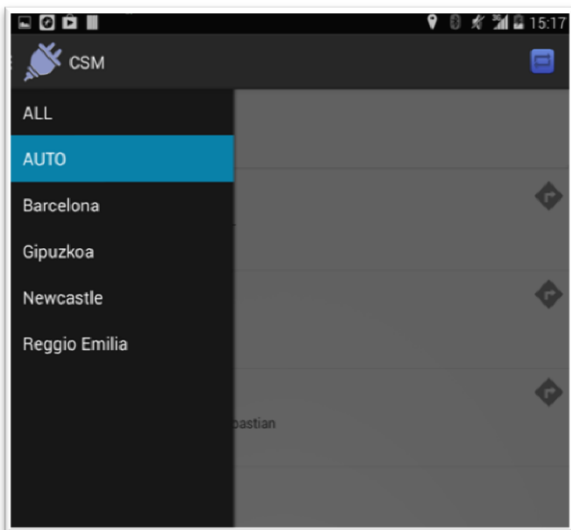 15:17
CSM
ALL
AUTO
Barcelona
Gipuzkoa
Newcastle
Reggio Emilia
bastian